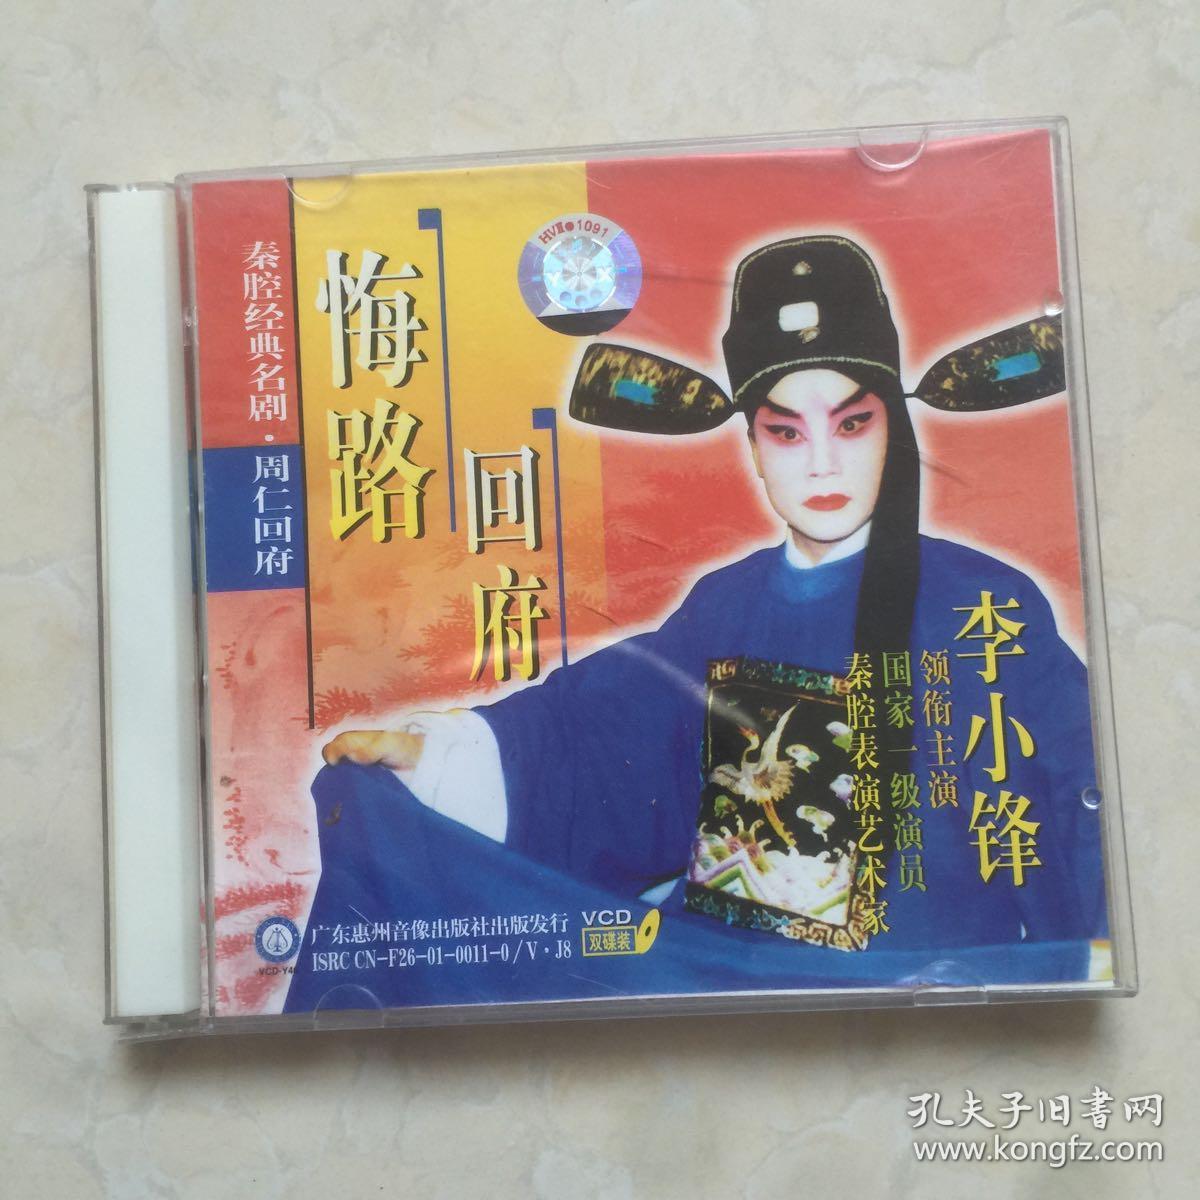 秦腔经典名剧·周仁回府
悔路
回府
HVⅡ●1091
李小锋
领衔主演
国家一级演员
秦腔表演艺术家
广东惠州音像出版社出版发行
ISRC CN-F26-01-0011-0/V·J8
VCD
双碟装
孔夫子旧書网
www.kongfz.com